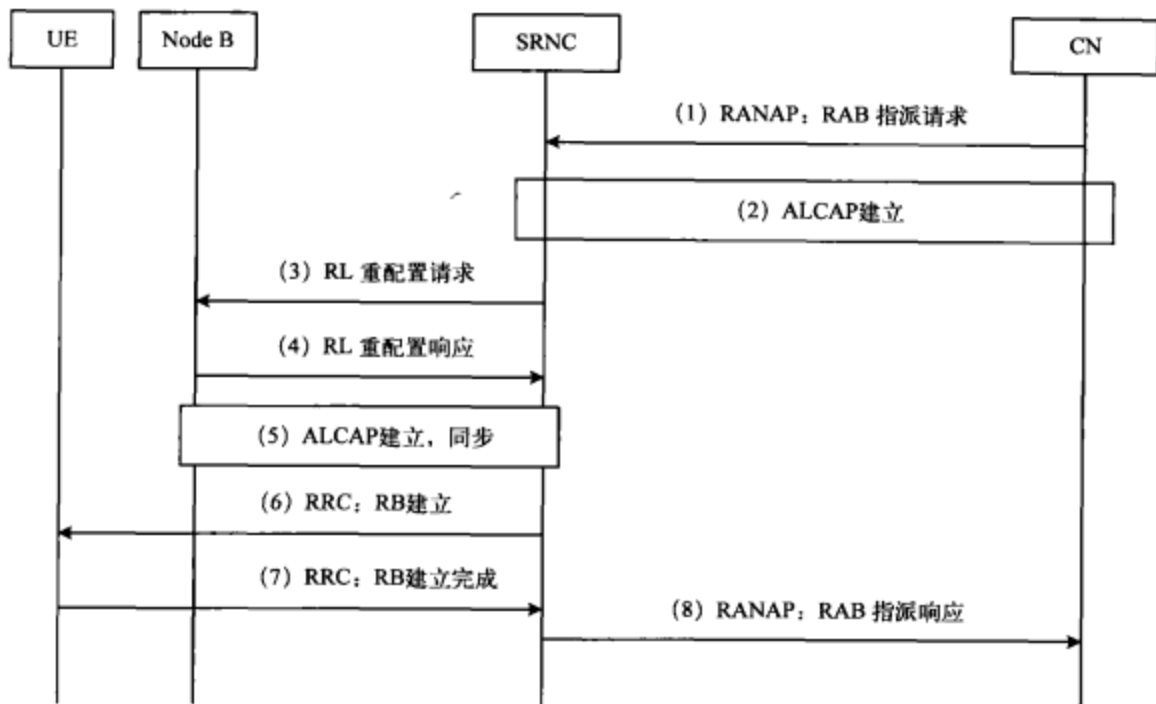 UE
Node B
SRNC
CN
(1) RANAP：RAB 指派请求
(2) ALCAP建立
(3) RL 重配置请求
(4) RL 重配置响应
(5) ALCAP建立，同步
(6) RRC：RB建立
(7) RRC：RB建立完成
(8) RANAP：RAB 指派响应